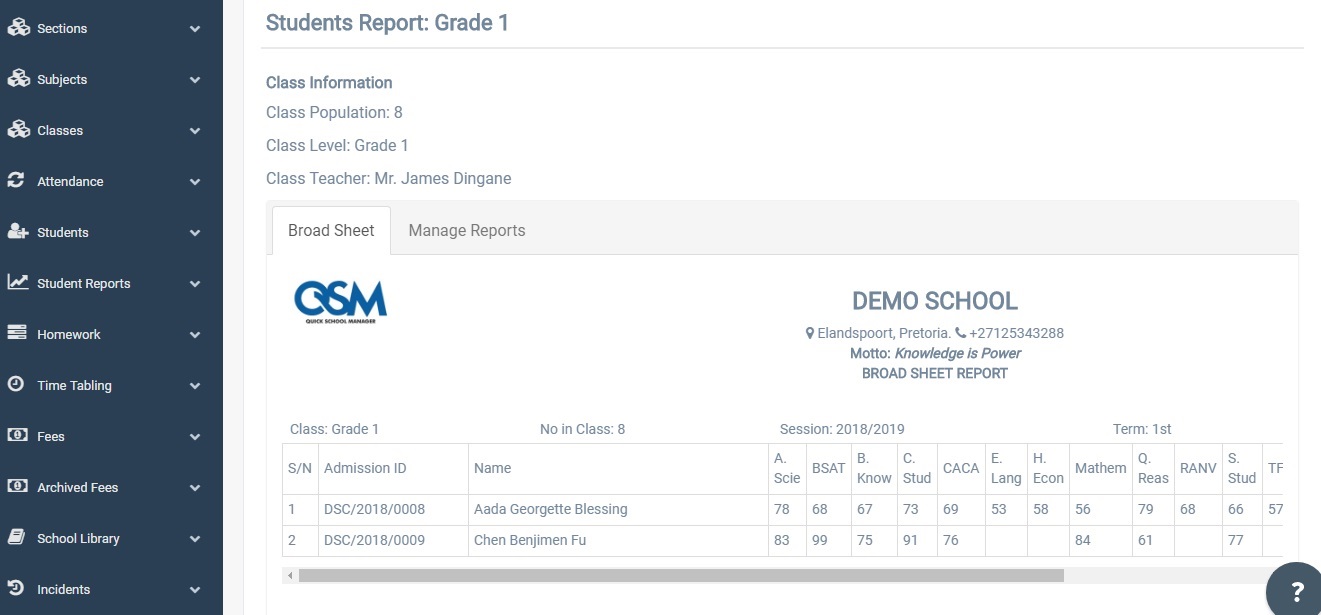 Sections
Subjects
Classes
Attendance
Students
Student Reports
Homework
Time Tabling
Fees
Archived Fees
School Library
Incidents
Students Report: Grade 1
Class Information
Class Population: 8
Class Level: Grade 1
Class Teacher: Mr. James Dingane
Broad Sheet Manage Reports
QSM
QUICK SCHOOL MANAGER
DEMO SCHOOL
Elandspoort, Pretoria. +27125343288
Motto: Knowledge is Power
BROAD SHEET REPORT
Class: Grade 1 No in Class: 8 Session: 2018/2019 Term: 1st
S/N Admission ID Name A. Scie BSAT B. Know C. Stud CACA E. Lang H. Econ Mathem Q. Reas RANV S. Stud TF
1 DSC/2018/0008 Aada Georgette Blessing 78 68 67 73 69 53 58 56 79 68 66 57
2 DSC/2018/0009 Chen Benjimen Fu 83 99 75 91 76 84 61 77
?